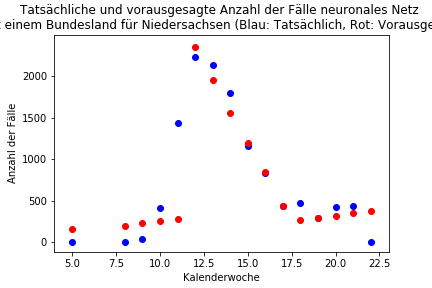 Tatsächliche und vorausgesagte Anzahl der Fälle neuronales Netz
einem Bundesland für Niedersachsen (Blau: Tatsächlich, Rot:
Anzahl der Fälle
2000
1500
1000
500
0
5.0 7.5 10.0 12.5 15.0 17.5 20.0 22.5
Kalenderwoche